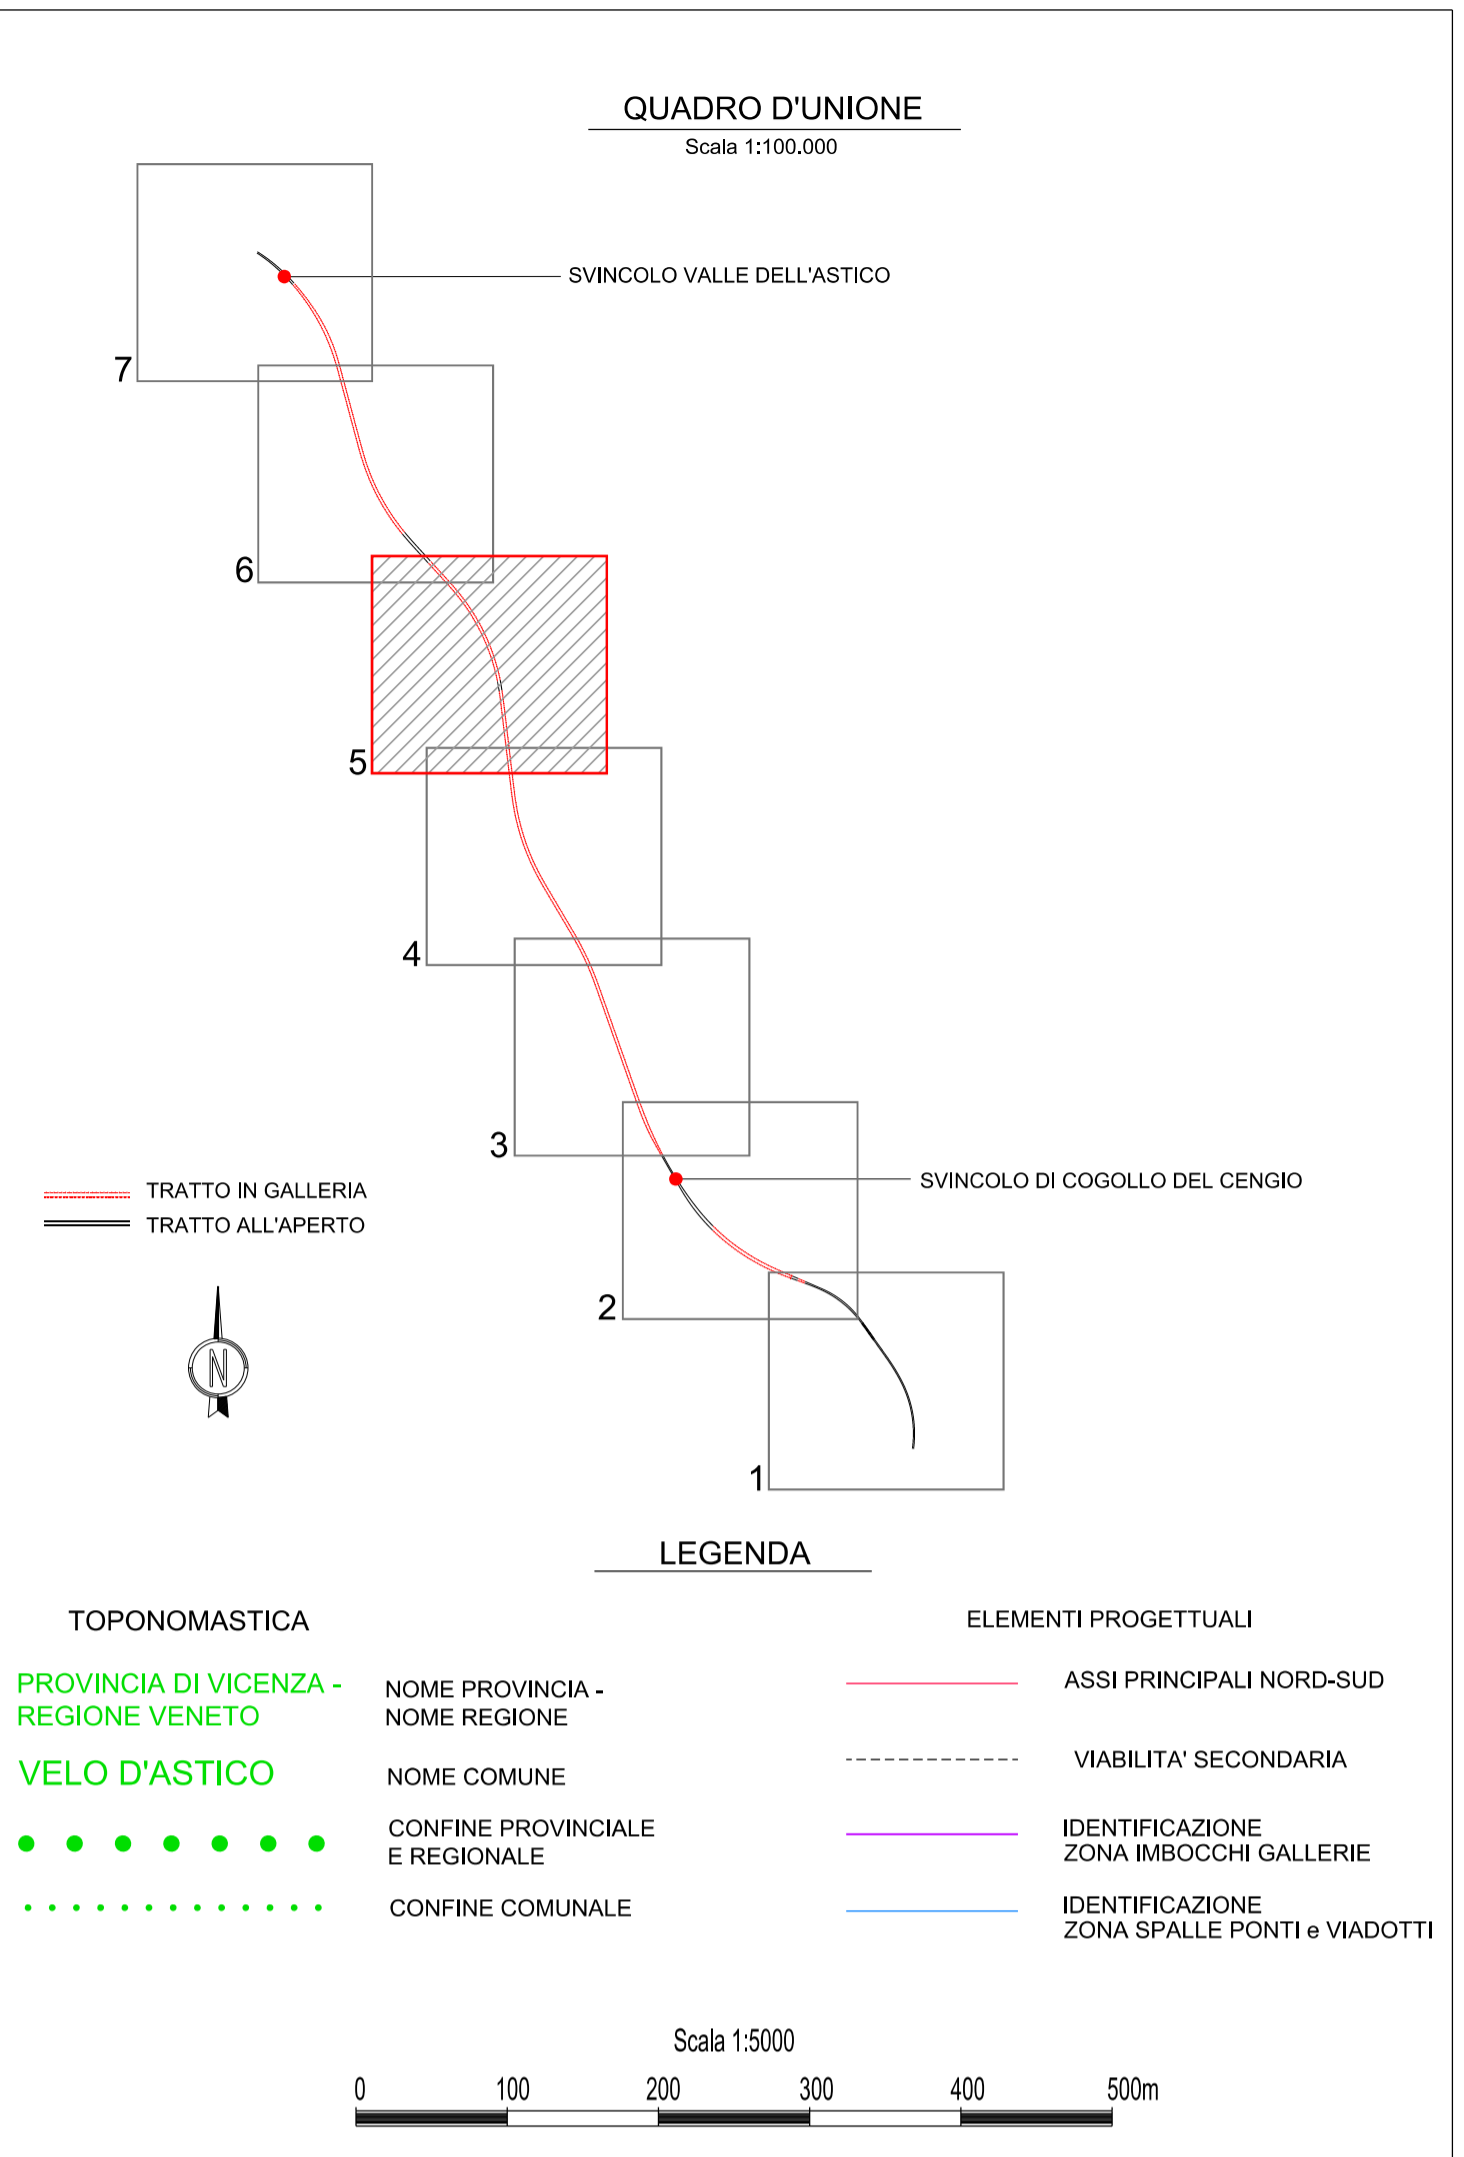 QUADRO D'UNIONE
Scala 1:100.000
SVINCOLO VALLE DELL'ASTICO
7
6
5
4
3
SVINCOLO DI COGOLLO DEL CENGIO
TRATTO IN GALLERIA
TRATTO ALL'APERTO
2
N
1
LEGENDA
TOPONOMASTICA
PROVINCIA DI VICENZA -
REGIONE VENETO
NOME PROVINCIA -
NOME REGIONE
VELO D'ASTICO
NOME COMUNE
CONFINE PROVINCIALE
E REGIONALE
CONFINE COMUNALE
ELEMENTI PROGETTUALI
ASSI PRINCIPALI NORD-SUD
VIABILITA' SECONDARIA
IDENTIFICAZIONE
ZONA IMBOCCHI GALLERIE
IDENTIFICAZIONE
ZONA SPALLE PONTI e VIADOTTI
Scala 1:5000
0 100 200 300 400 500m